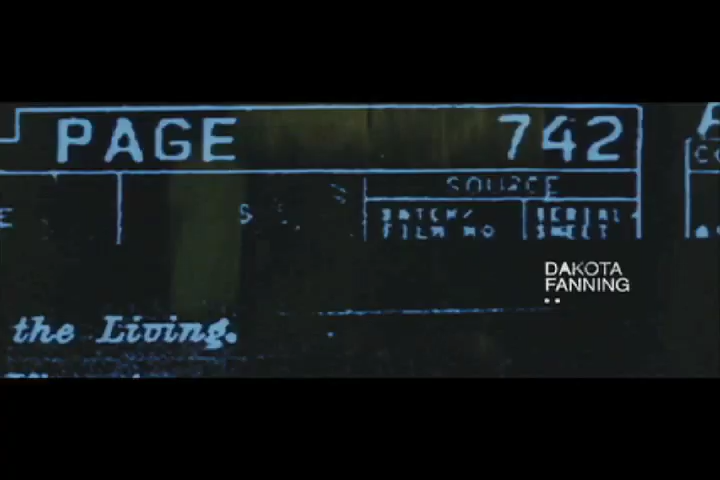 PAGE 742
SOURCE
BATCH/ SERIAL
FILM NO SHEET
DAKOTA
FANNING
the Living.